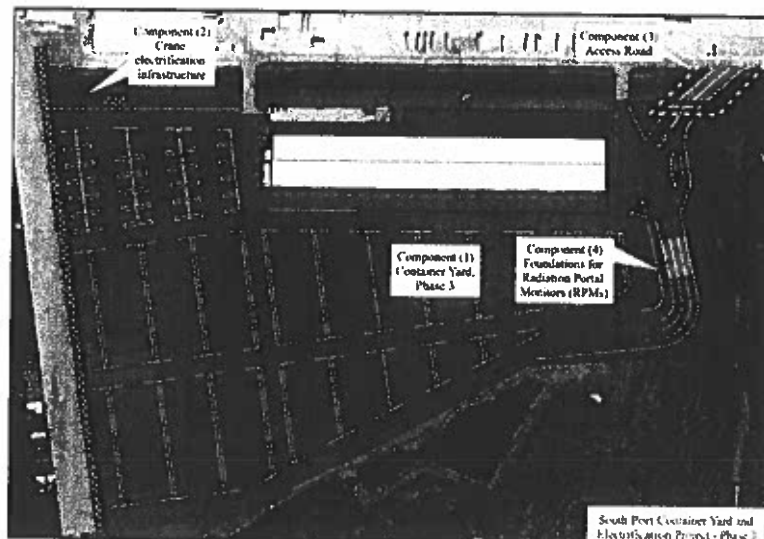 Component (2)
Crane
electrification
infrastructure
Component (3)
Access Road
Component (1)
Container Yard,
Phase 3
Component (4)
Foundations for
Radiation Portal
Monitors (RPMs)
South Port Container Yard and
Electrification Project - Phase